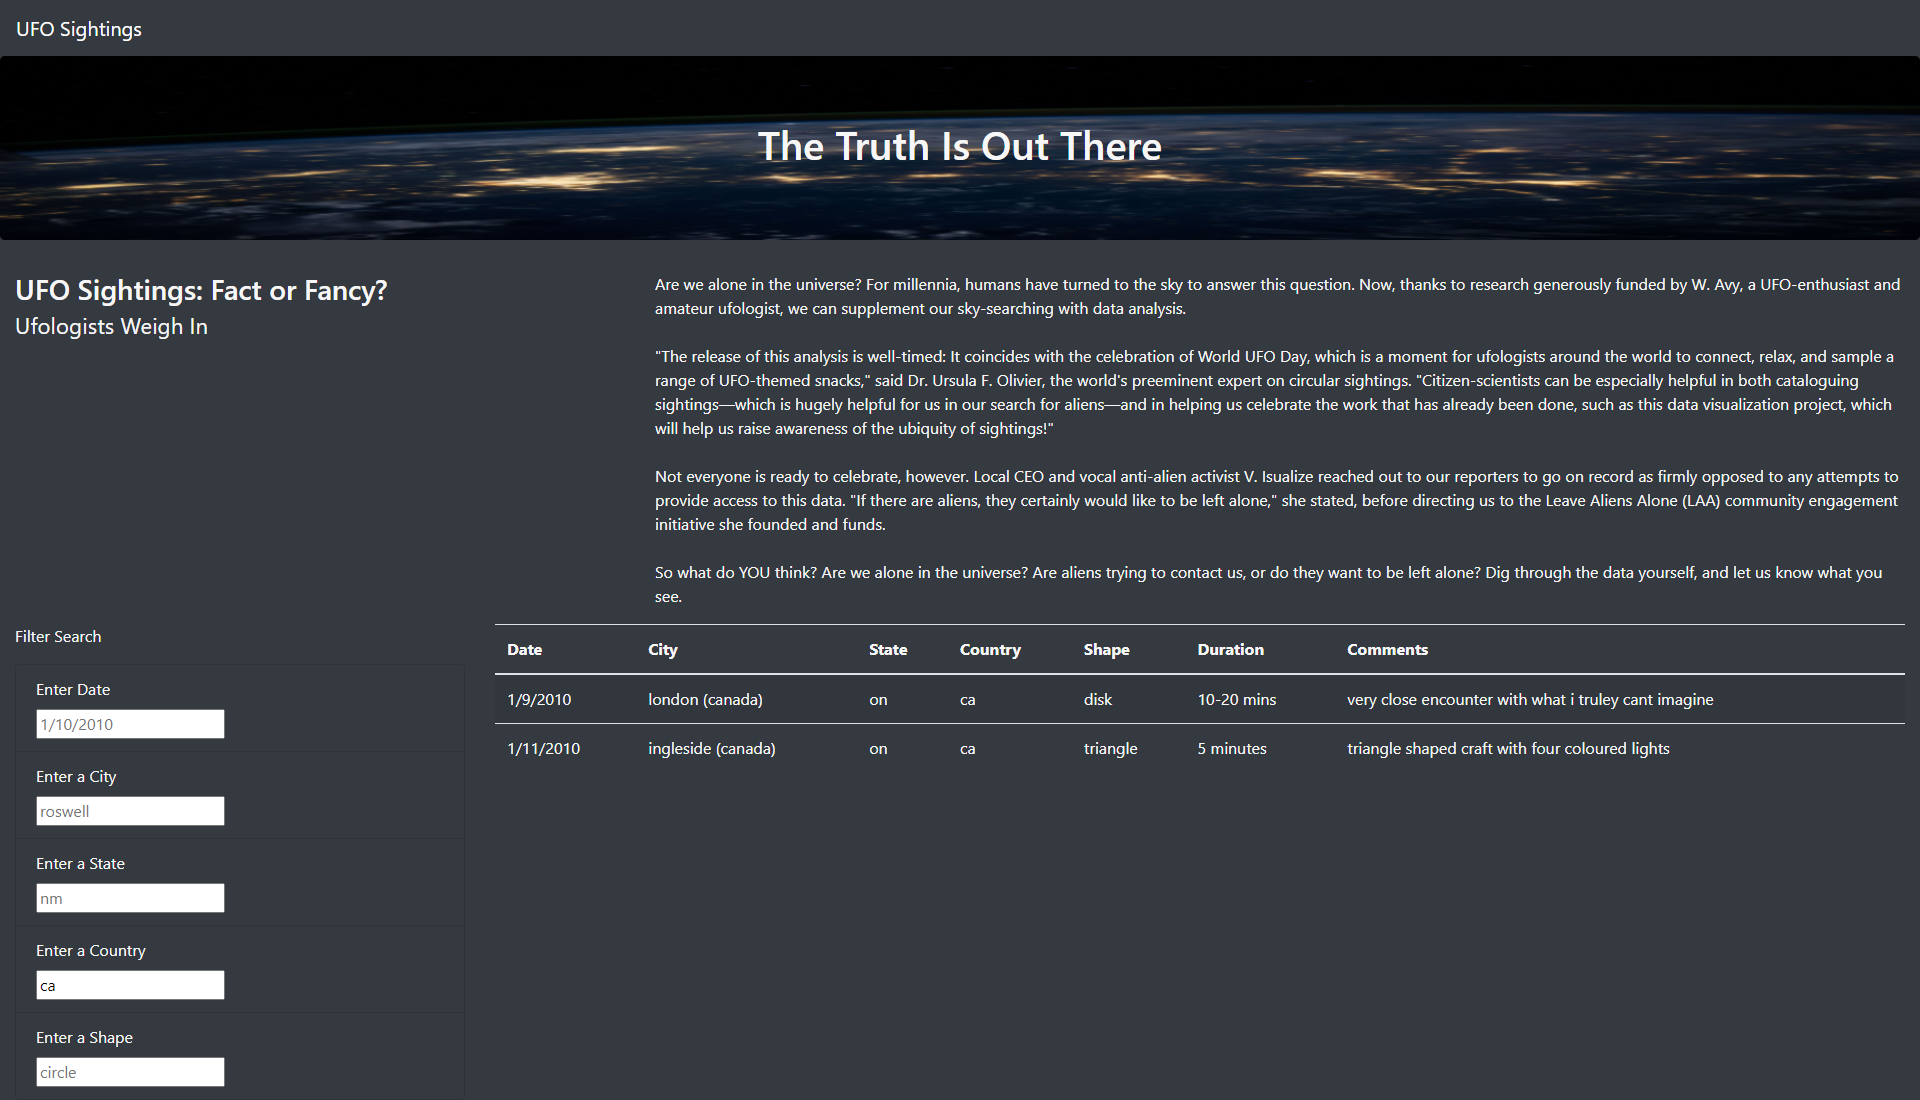 UFO Sightings
The Truth Is Out There
UFO Sightings: Fact or Fancy?
Ufologists Weigh In
Are we alone in the universe? For millennia, humans have turned to the sky to answer this question. Now, thanks to research generously funded by W. Avy, a UFO-enthusiast and
amateur ufologist, we can supplement our sky-searching with data analysis.
"The release of this analysis is well-timed: It coincides with the celebration of World UFO Day, which is a moment for ufologists around the world to connect, relax, and sample a
range of UFO-themed snacks," said Dr. Ursula F. Olivier, the world's preeminent expert on circular sightings. "Citizen-scientists can be especially helpful in both cataloguing
sightings—which is hugely helpful for us in our search for aliens—and in helping us celebrate the work that has already been done, such as this data visualization project, which
will help us raise awareness of the ubiquity of sightings!"
Not everyone is ready to celebrate, however. Local CEO and vocal anti-alien activist V. Isualize reached out to our reporters to go on record as firmly opposed to any attempts to
provide access to this data. "If there are aliens, they certainly would like to be left alone," she stated, before directing us to the Leave Aliens Alone (LAA) community engagement
initiative she founded and funds.
So what do YOU think? Are we alone in the universe? Are aliens trying to contact us, or do they want to be left alone? Dig through the data yourself, and let us know what you
see.
Filter Search
Enter Date
1/10/2010
Enter a City
roswell
Enter a State
nm
Enter a Country
ca
Enter a Shape
circle
Date City State Country Shape Duration Comments
1/9/2010 london (canada) on ca disk 10-20 mins very close encounter with what i truley cant imagine
1/11/2010 ingleside (canada) on ca triangle 5 minutes triangle shaped craft with four coloured lights